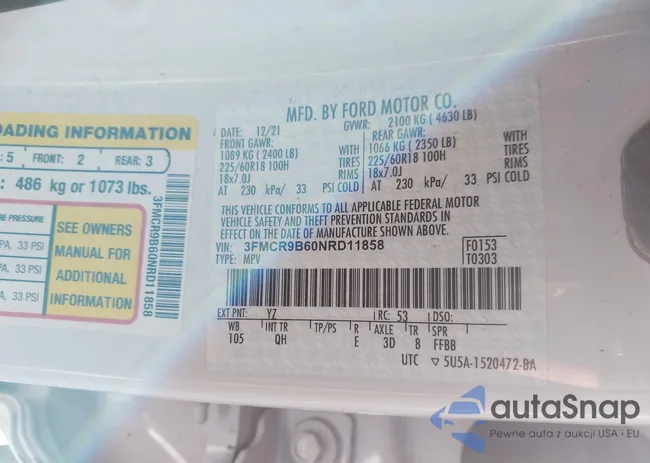 OADING INFORMATION
: 5 FRONT: 2 REAR: 3
: 486 kg or 1073 lbs.
E PRESSURE
PA, 33 PSI
PA, 33 PSI
A, 33 PSI
SEE OWNERS
MANUAL FOR
ADDITIONAL
INFORMATION
3FMCR9B60NRD11858
MFD. BY FORD MOTOR CO.
DATE: 12/21 GVWR: 2100 KG ( 4630 LB)
FRONT GAWR: REAR GAWR:
1089 KG ( 2400 LB) WITH 1066 KG ( 2350 LB) WITH
225/60R18 100H TIRES 225/60R18 100H TIRES
18x7.0J RIMS 18x7.0J RIMS
AT 230 kPa/ 33 PSI COLD AT 230 kPa/ 33 PSI COLD
THIS VEHICLE CONFORMS TO ALL APPLICABLE FEDERAL MOTOR
VEHICLE SAFETY AND BUMPER AND THEFT PREVENTION STANDARDS IN
EFFECT ON THE DATE OF MANUFACTURE SHOWN ABOVE.
VIN: 3FMCR9B60NRD11858 F0153
TYPE: MPV T0303
EXT PNT: YZ RC: 53 DSO:
WB INT TR TP/PS R AXLE TR SPR
105 QH E 3D 8 FFBB
UTC ▽ 5U5A-1520472-BA
autaSnap
Pewne auta z aukcji USA i EU